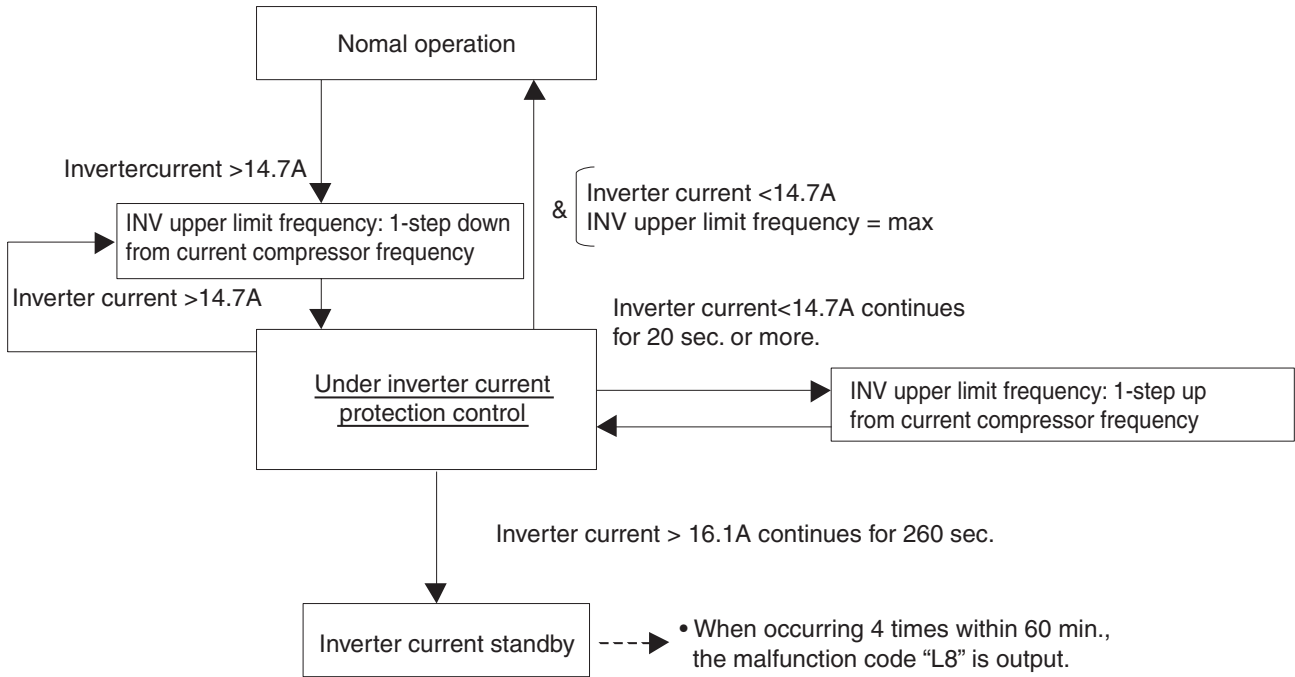 Nomal operation
Invertercurrent >14.7A
&
Inverter current <14.7A
INV upper limit frequency = max
INV upper limit frequency: 1-step down
from current compressor frequency
Inverter current >14.7A
Inverter current<14.7A continues
for 20 sec. or more.
Under inverter current
protection control
INV upper limit frequency: 1-step up
from current compressor frequency
Inverter current > 16.1A continues for 260 sec.
Inverter current standby
• When occurring 4 times within 60 min.,
the malfunction code “L8” is output.